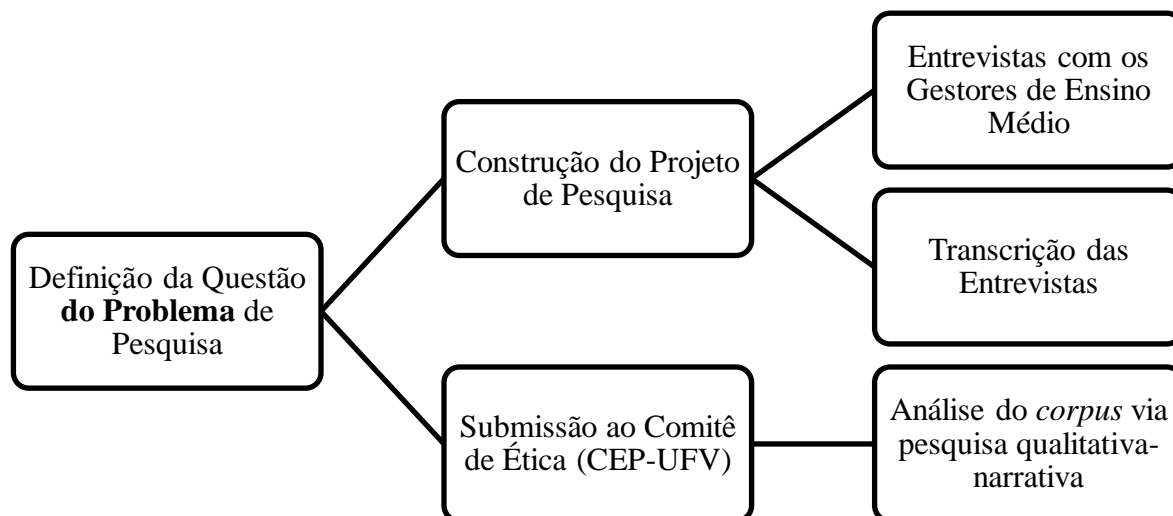 Definição da Questão
do Problema de
Pesquisa
Construção do Projeto
de Pesquisa
Submissão ao Comitê
de Ética (CEP-UFV)
Entrevistas com os
Gestores de Ensino
Médio
Transcrição das
Entrevistas
Análise do corpus via
pesquisa qualitativa-
narrativa